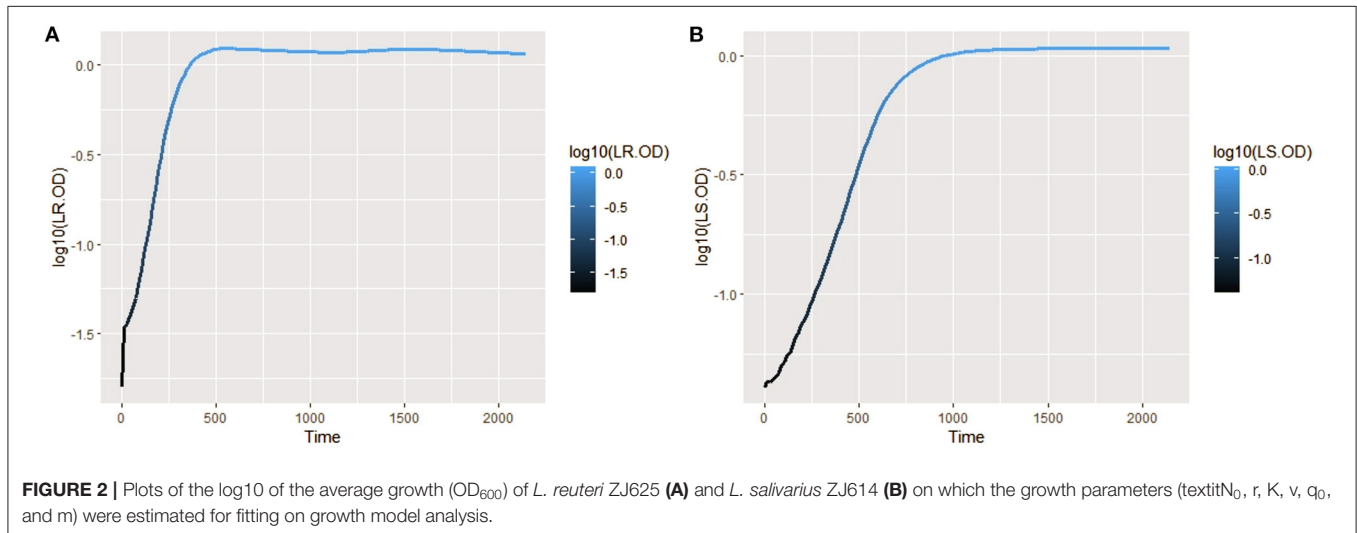 A
B
0.0
-0.5
-1.0
-1.5
log10(LR.OD)
0
500
1000
1500
2000
Time
log10(LR.OD)
0.0
-0.5
-1.0
-1.5
0.0
-0.5
-1.0
log10(LS.OD)
0
500
1000
1500
2000
Time
log10(LS.OD)
0.0
-0.5
-1.0
FIGURE 2 | Plots of the log10 of the average growth (OD₆₀₀) of L. reuteri ZJ625 (A) and L. salivarius ZJ614 (B) on which the growth parameters (textitN₀, r, K, v, q₀,
and m) were estimated for fitting on growth model analysis.